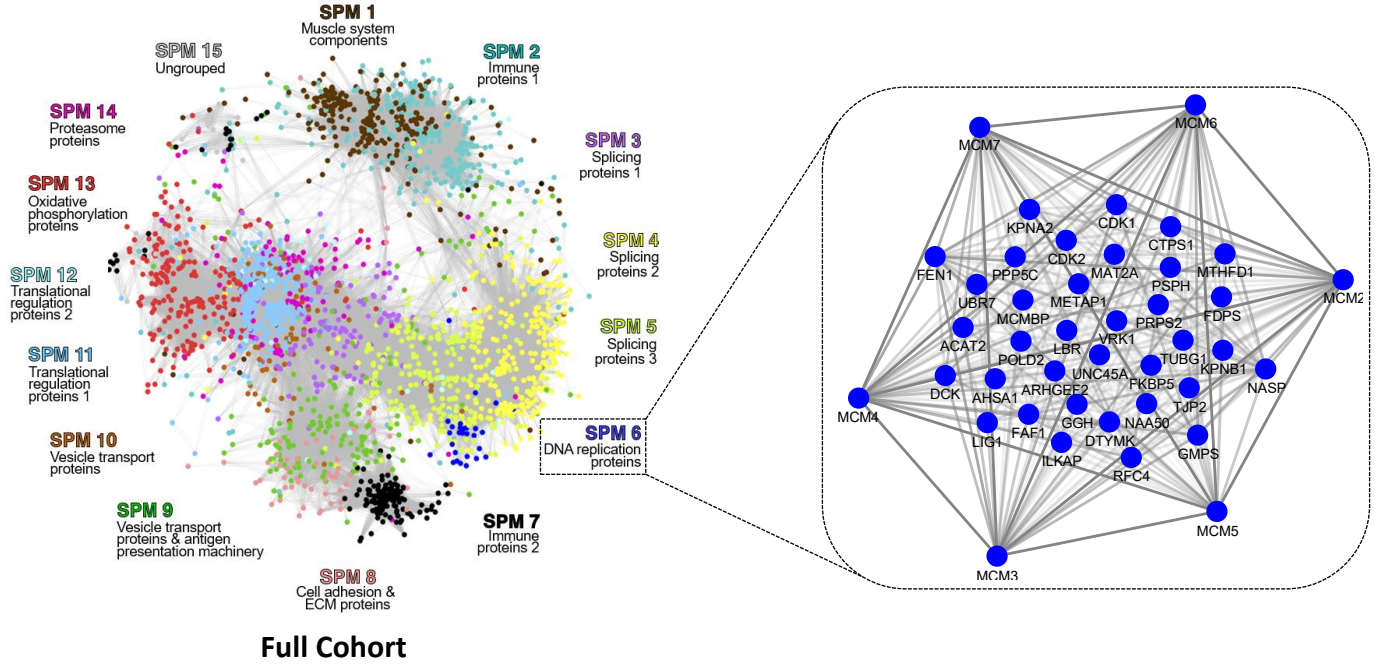 SPM 1
Muscle system
components
SPM 2
Immune
proteins 1
SPM 3
Splicing
proteins 1
SPM 4
Splicing
proteins 2
SPM 5
Splicing
proteins 3
SPM 6
DNA replication
proteins
SPM 7
Immune
proteins 2
SPM 8
Cell adhesion &
ECM proteins
SPM 9
Vesicle transport
proteins & antigen
presentation machinery
SPM 10
Vesicle transport
proteins
SPM 11
Translational
regulation
proteins 1
SPM 12
Translational
regulation
proteins 2
SPM 13
Oxidative
phosphorylation
proteins
SPM 14
Proteasome
proteins
SPM 15
Ungrouped
Full Cohort
MCM6
MCM7
KPNA2
CDK1
CTPS1
CDK2
FEN1
PPP5C
MAT2A
PSPH
MTHFD1
MCM2
UBR7
METAP1
MCMBP
PRPS2
FDPS
ACAT2
POLD2
LBR
VRK1
TUBG1
KPNB1
UNC45A
DCK
AHSA1
ARHGEF2
FKBP5
TJP2
NASP
MCM4
LIG1
FAF1
GGH
DTYMK
NAA50
ILKAP
RFC4
GMPS
MCM5
MCM3